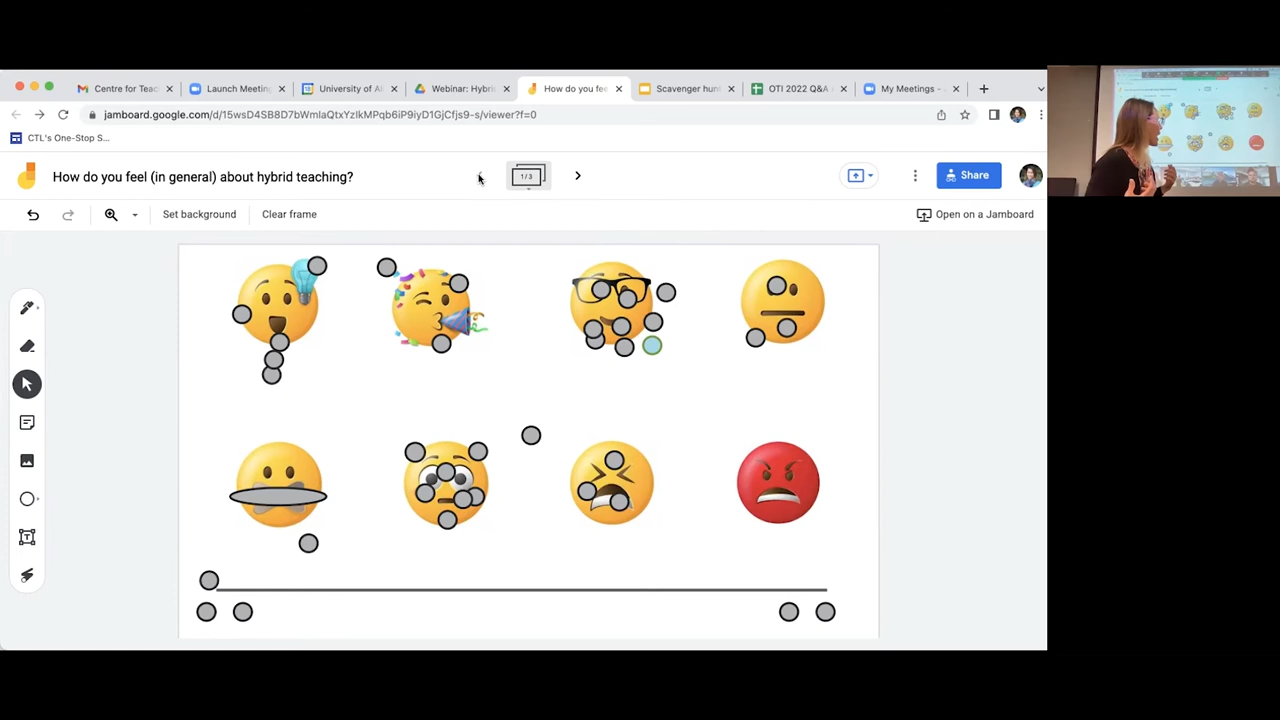 Centre for Teac
Launch Meeting
University of Al
Webinar: Hybri
How do you fee
Scavenger hun
OTI 2022 Q&A
My Meetings -
jamboard.google.com/d/15wsD4SB8D7bWmlaQtxYzIkMPqb6iP9iyD1GjCfjs9-s/viewer?f=0
CTL's One-Stop S...
How do you feel (in general) about hybrid teaching?
1/3
Share
Set background
Clear frame
Open on a Jamboard